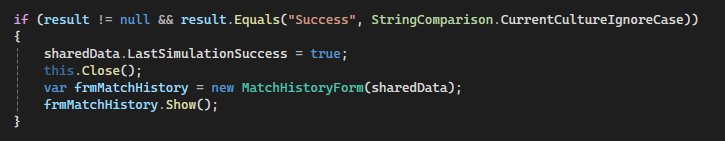 if (result != null && result.Equals("Success", StringComparison.CurrentCultureIgnoreCase))
{
    sharedData.LastSimulationSuccess = true;
    this.Close();
    var frmMatchHistory = new MatchHistoryForm(sharedData);
    frmMatchHistory.Show();
}